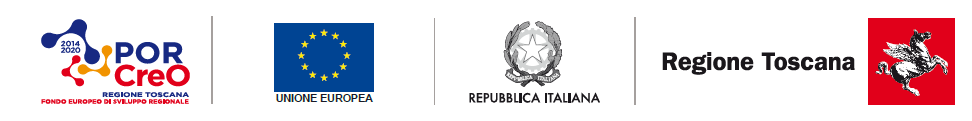 2014
2020
POR
CreO
REGIONE TOSCANA
FONDO EUROPEO DI SVILUPPO REGIONALE
UNIONE EUROPEA
REPUBBLICA ITALIANA
Regione Toscana